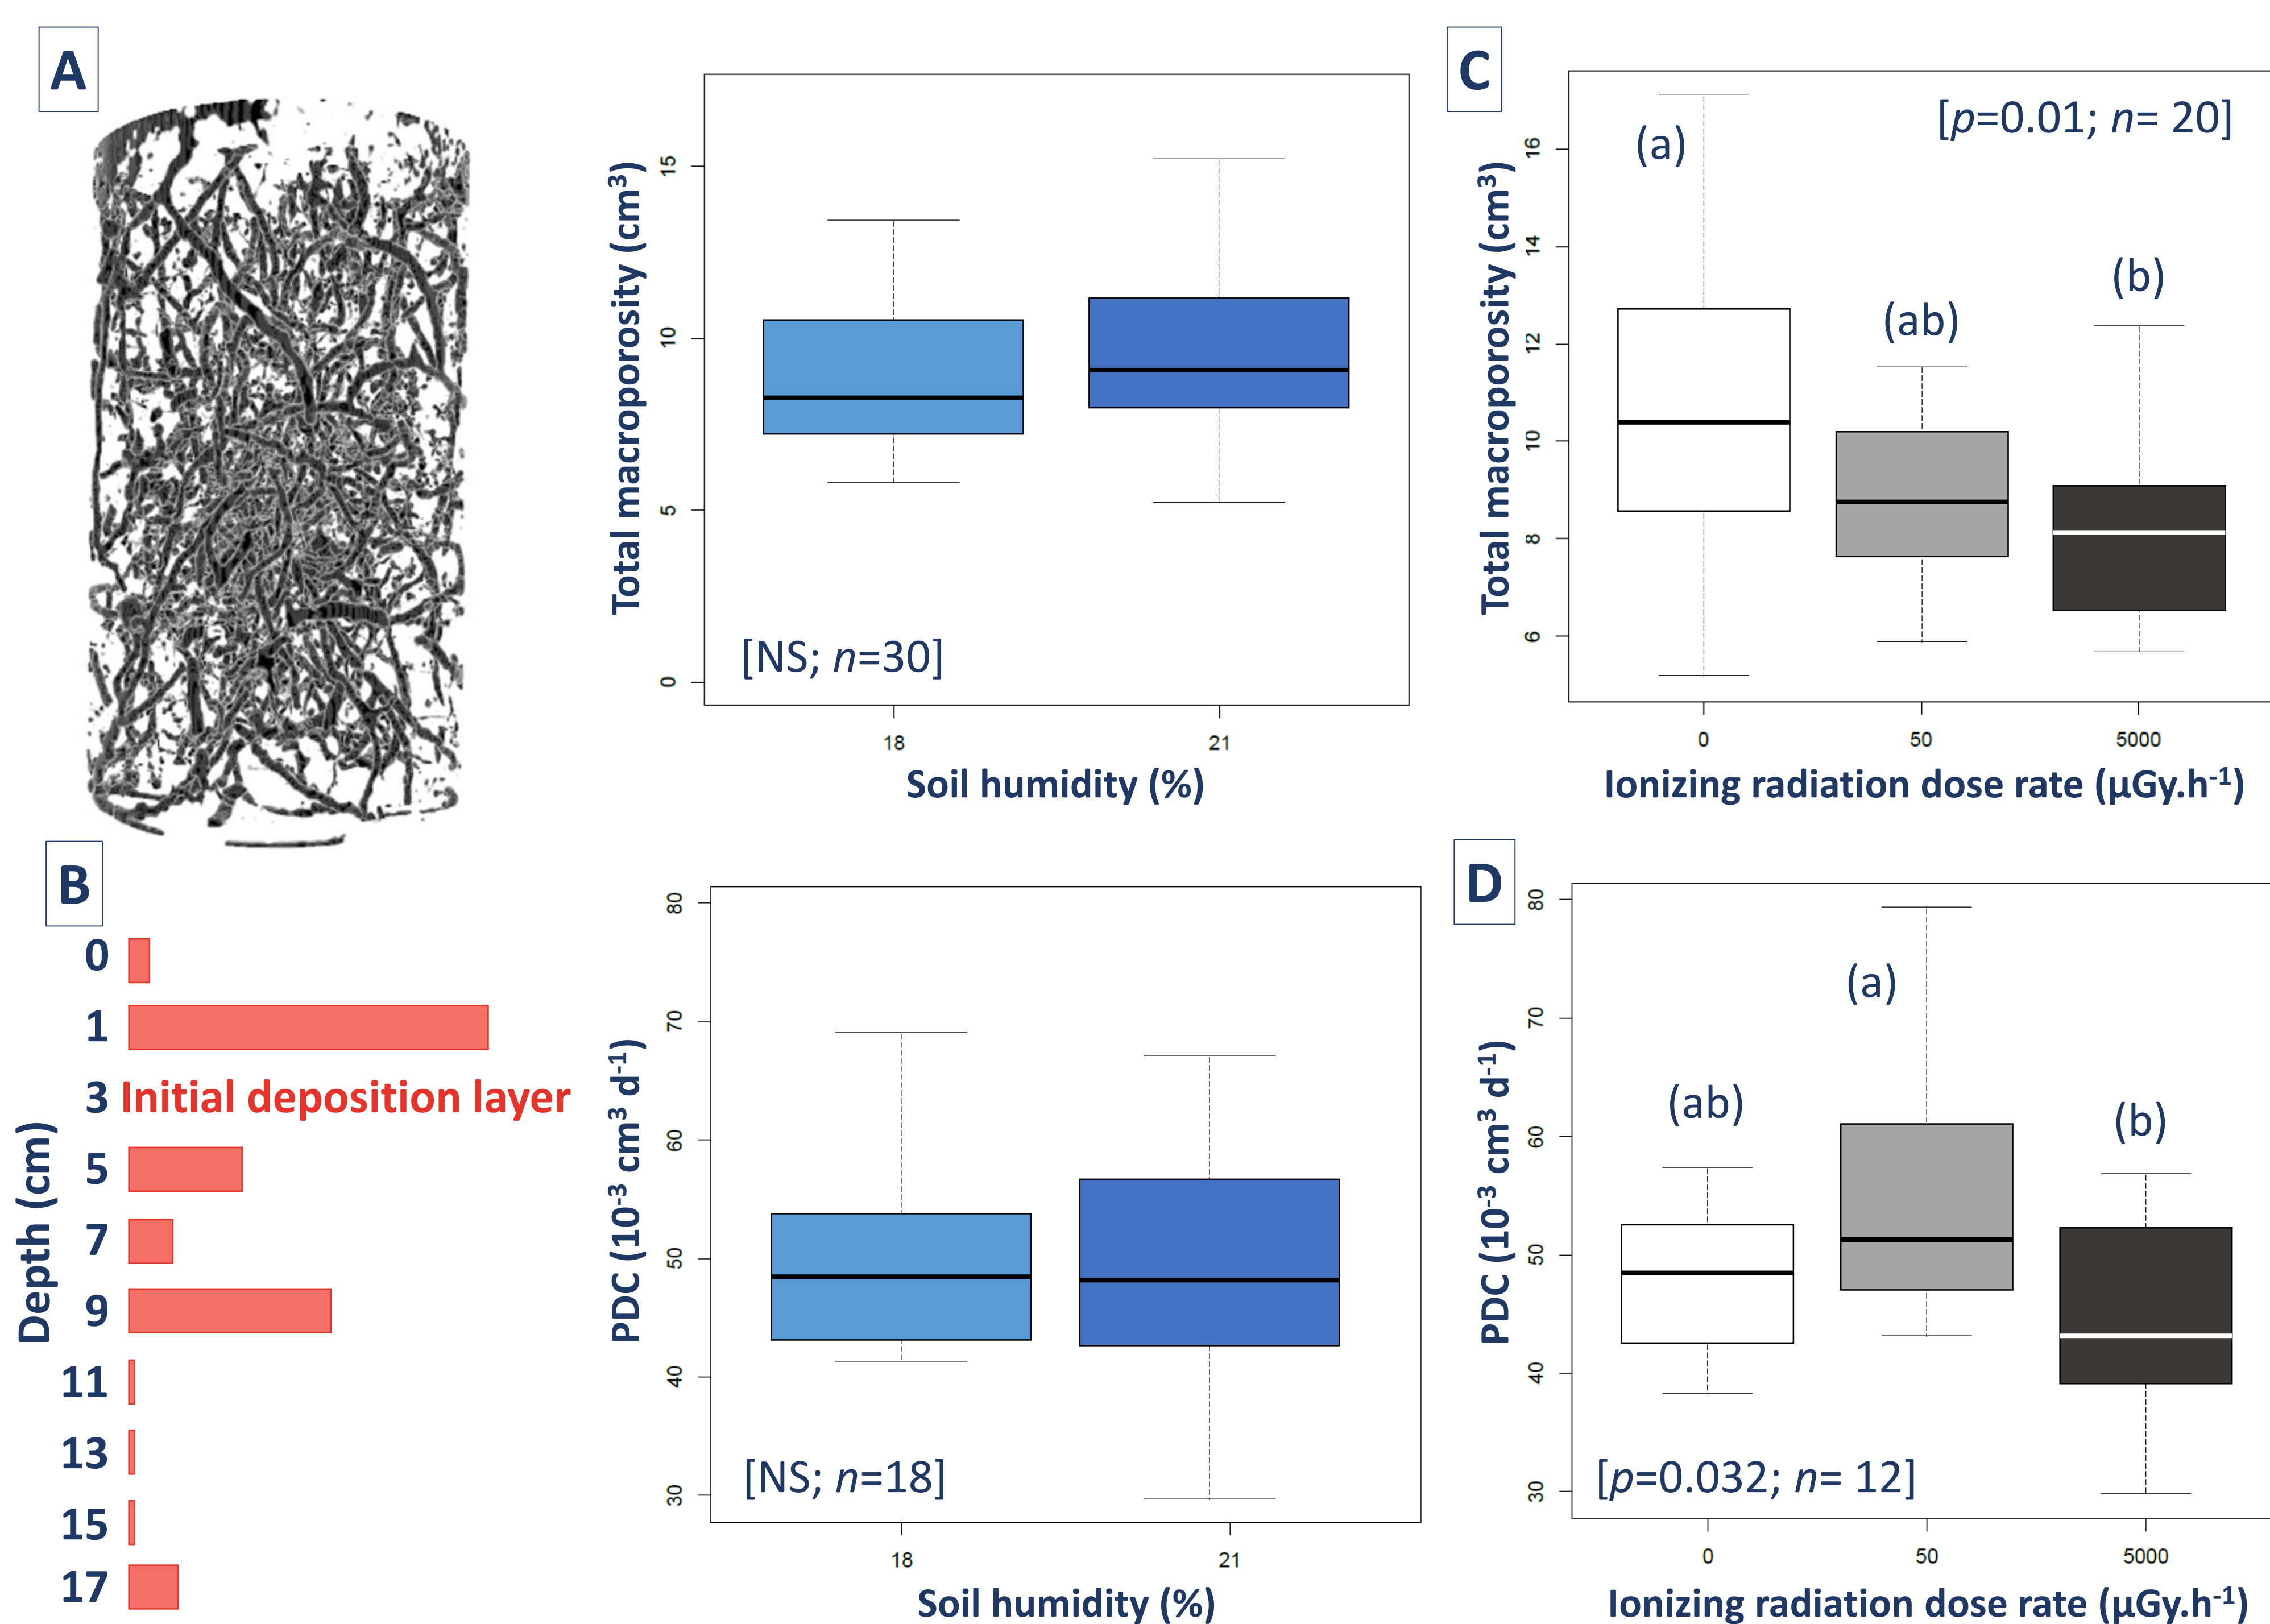 A
Total macroporosity (cm³)
15
10
5
0
[NS; n=30]
18
21
Soil humidity (%)
C
Total macroporosity (cm³)
16
14
12
10
8
6
[p=0.01; n= 20]
(a)
(ab)
(b)
0
50
5000
Ionizing radiation dose rate (µGy.h⁻¹)
B
Depth (cm)
0
1
3 Initial deposition layer
5
7
9
11
13
15
17
PDC (10⁻³ cm³ d⁻¹)
80
70
60
50
40
30
[NS; n=18]
18
21
Soil humidity (%)
D
PDC (10⁻³ cm³ d⁻¹)
80
70
60
50
40
30
(ab)
(a)
(b)
[p=0.032; n= 12]
0
50
5000
Ionizing radiation dose rate (µGy.h⁻¹)